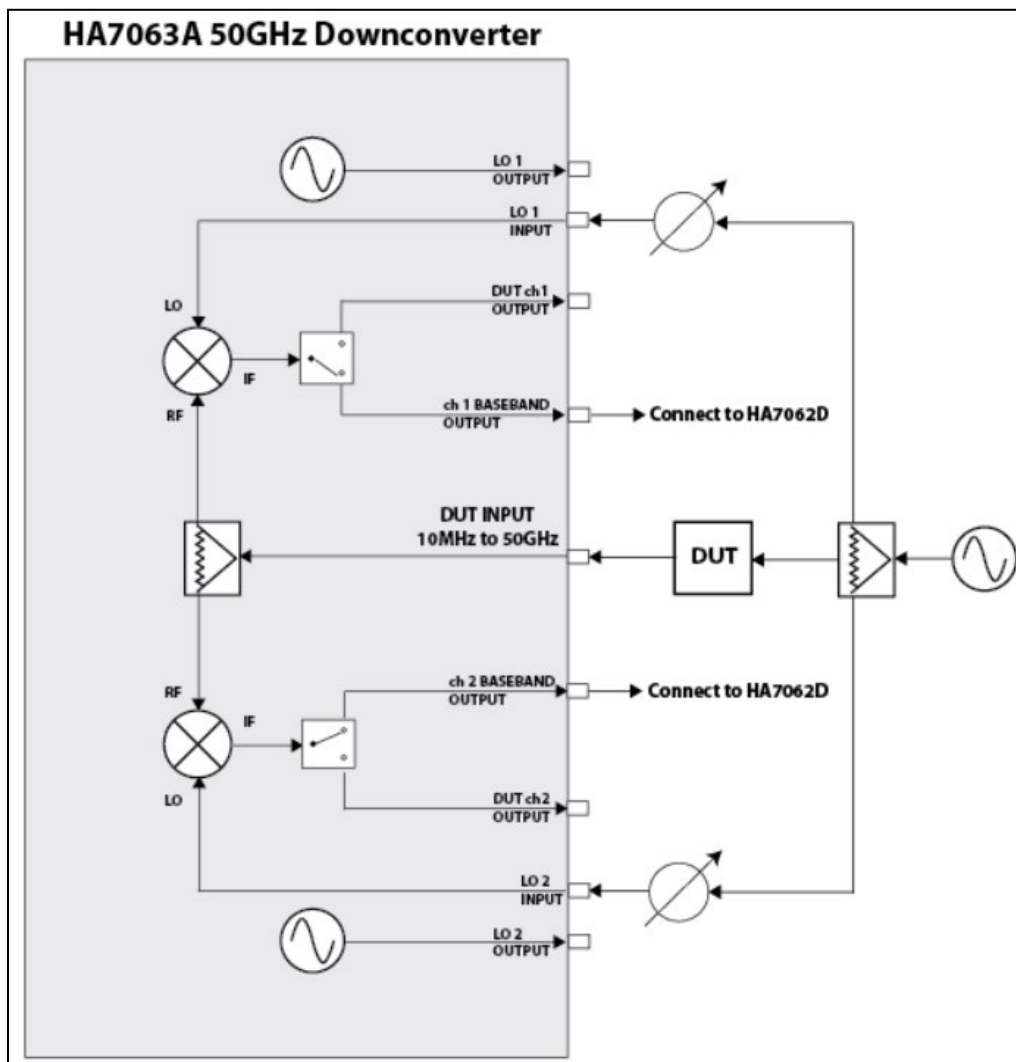 HA7063A 50GHz Downconverter
LO 1
OUTPUT
LO 1
INPUT
LO
DUT ch1
OUTPUT
IF
RF
ch 1 BASEBAND
OUTPUT
Connect to HA7062D
DUT INPUT
10MHz to 50GHz
DUT
RF
ch 2 BASEBAND
OUTPUT
Connect to HA7062D
IF
LO
DUT ch2
OUTPUT
LO 2
INPUT
LO 2
OUTPUT